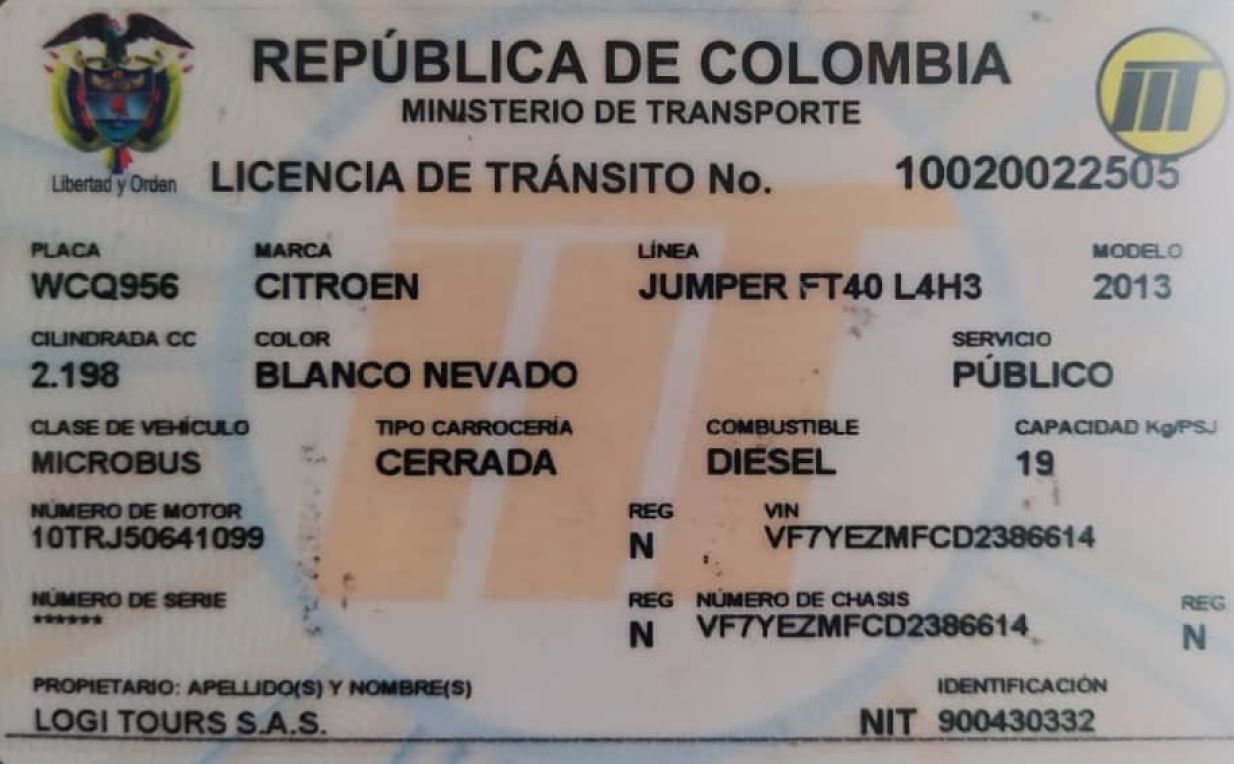 REPÚBLICA DE COLOMBIA
MINISTERIO DE TRANSPORTE
Libertad y Orden
LICENCIA DE TRÁNSITO No. 10020022505
PLACA MARCA LÍNEA MODELO
WCQ956 CITROEN JUMPER FT40 L4H3 2013
CILINDRADA CC COLOR SERVICIO
2.198 BLANCO NEVADO PÚBLICO
CLASE DE VEHÍCULO TIPO CARROCERÍA COMBUSTIBLE CAPACIDAD Kg/PSJ
MICROBUS CERRADA DIESEL 19
NÚMERO DE MOTOR REG VIN
10TRJ50641099 N VF7YEZMFCD2386614
NÚMERO DE SERIE REG NÚMERO DE CHASIS REG
****** N VF7YEZMFCD2386614 N
PROPIETARIO: APELLIDO(S) Y NOMBRE(S) IDENTIFICACIÓN
LOGI TOURS S.A.S. NIT 900430332